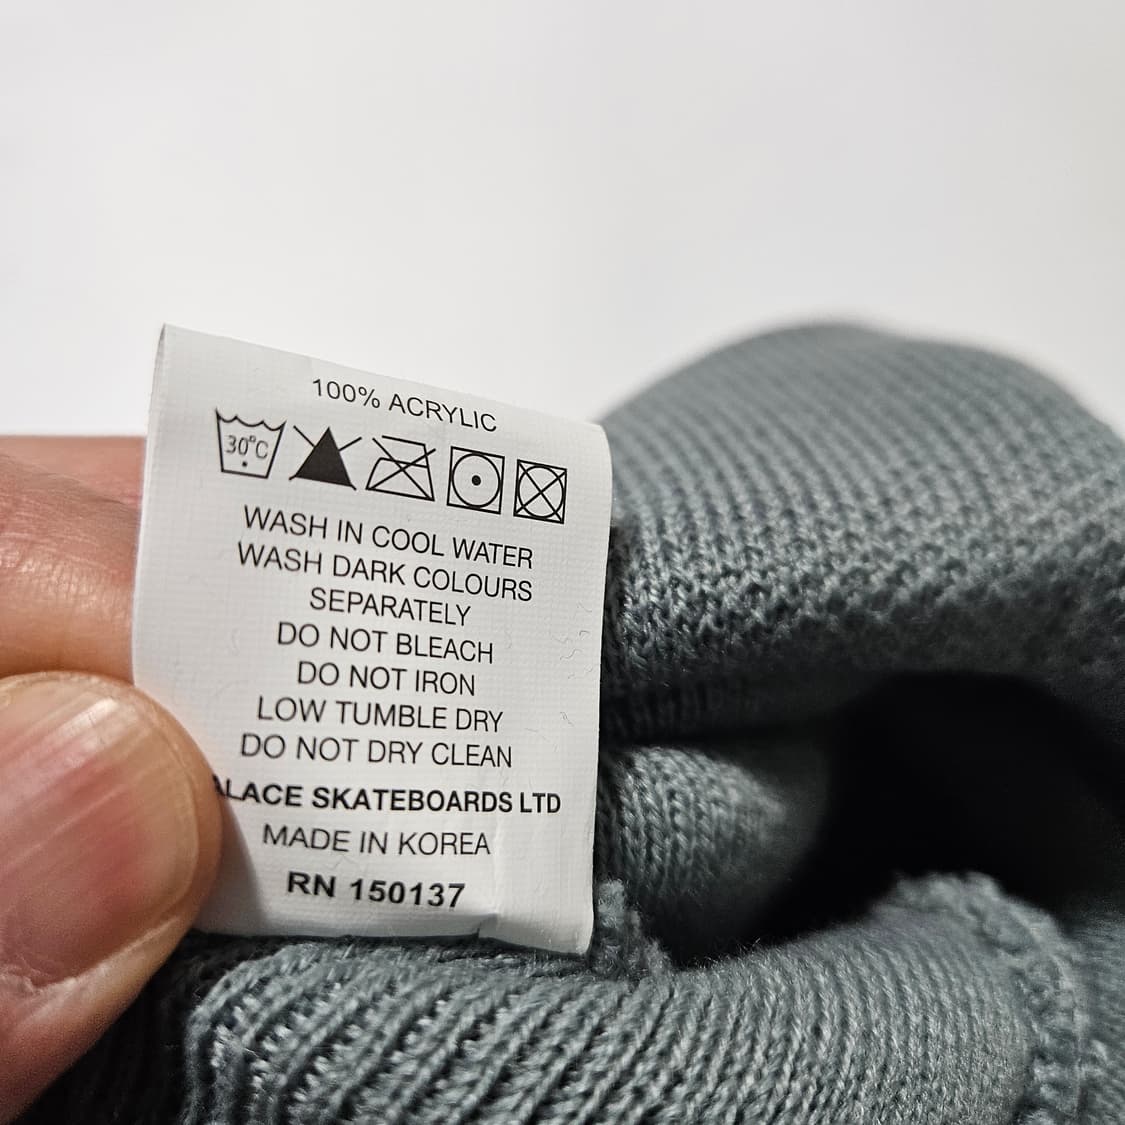 100% ACRYLIC
30°C
WASH IN COOL WATER
WASH DARK COLOURS
SEPARATELY
DO NOT BLEACH
DO NOT IRON
LOW TUMBLE DRY
DO NOT DRY CLEAN
ALACE SKATEBOARDS LTD
MADE IN KOREA
RN 150137